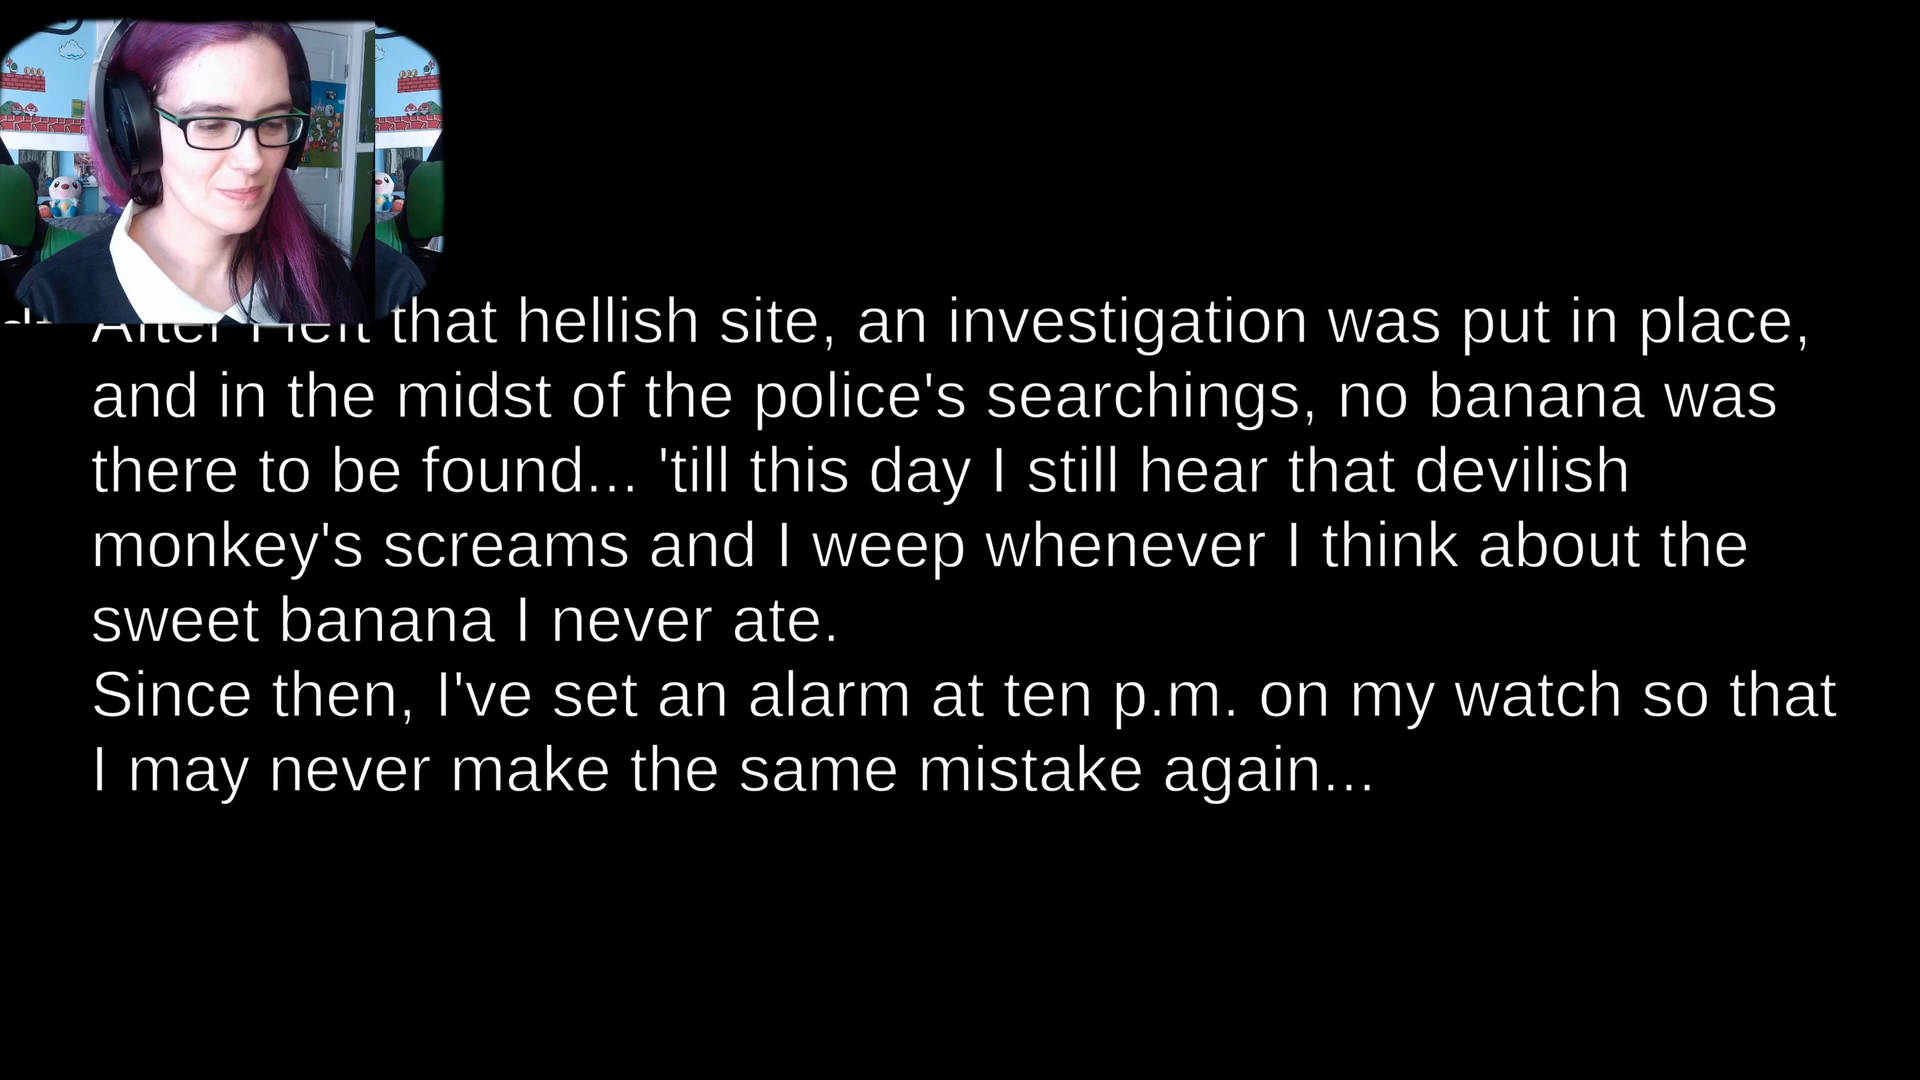 After I left that hellish site, an investigation was put in place,
and in the midst of the police's searchings, no banana was
there to be found... 'till this day I still hear that devilish
monkey's screams and I weep whenever I think about the
sweet banana I never ate.
Since then, I've set an alarm at ten p.m. on my watch so that
I may never make the same mistake again...